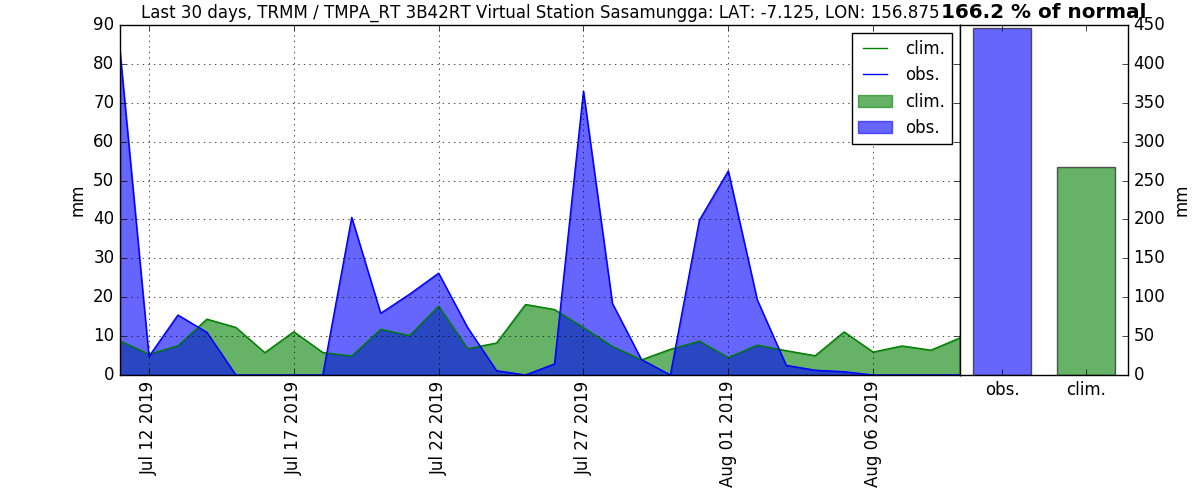 Last 30 days, TRMM / TMPA_RT 3B42RT Virtual Station Sasamungga: LAT: -7.125, LON: 156.875
166.2 % of normal
90
80
70
60
50
40
30
20
10
0
mm
clim.
obs.
clim.
obs.
Jul 12 2019
Jul 17 2019
Jul 22 2019
Jul 27 2019
Aug 01 2019
Aug 06 2019
450
400
350
300
250
200
150
100
50
0
mm
obs.
clim.